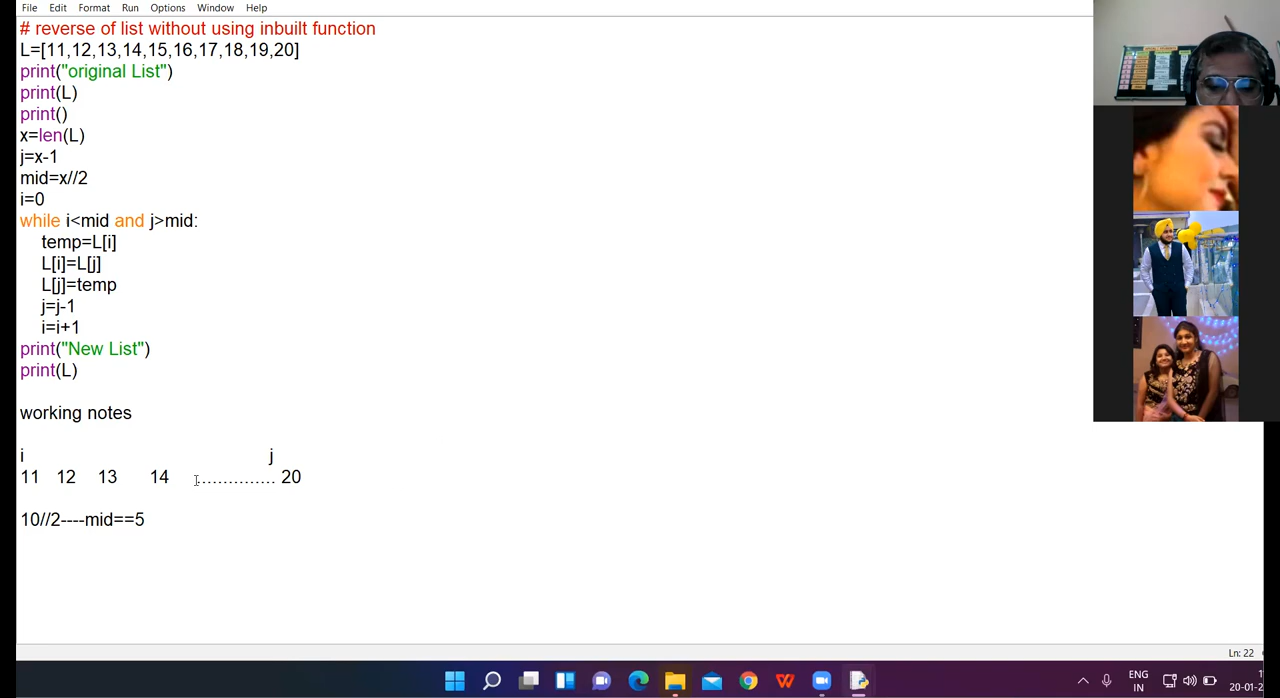 File Edit Format Run Options Window Help
# reverse of list without using inbuilt function
L=[11,12,13,14,15,16,17,18,19,20]
print("original List")
print(L)
print()
x=len(L)
j=x-1
mid=x//2
i=0
while i<mid and j>mid:
temp=L[i]
L[i]=L[j]
L[j]=temp
j=j-1
i=i+1
print("New List")
print(L)
working notes
i j
11 12 13 14 .............. 20
10//2----mid==5
Ln: 22
ENG
IN
20-01-2